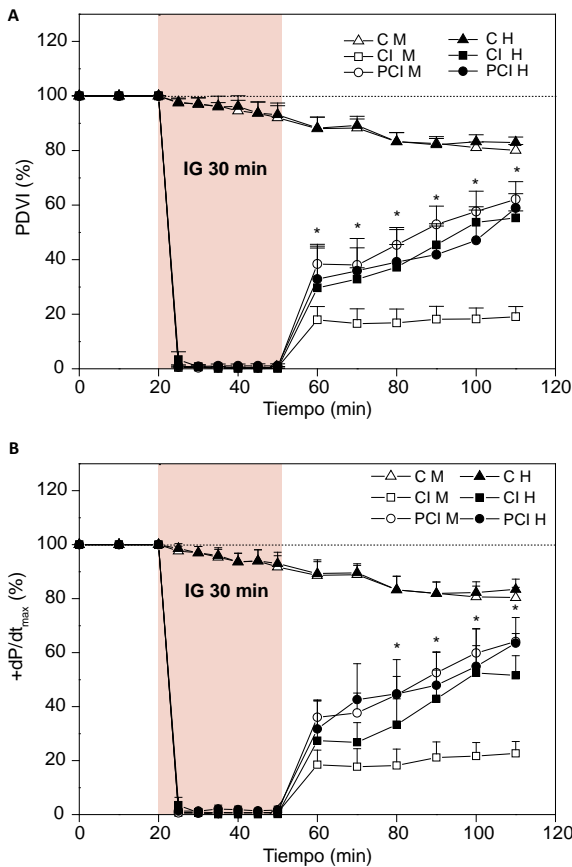 A
C M C H
CI M CI H
PCI M PCI H
120
100
80
60
40
20
0
PDVI (%)
IG 30 min
* * * * * *
0 20 40 60 80 100 120
Tiempo (min)
B
C M C H
CI M CI H
PCI M PCI H
120
100
80
60
40
20
0
+dP/dtmax (%)
IG 30 min
* * * *
0 20 40 60 80 100 120
Tiempo (min)